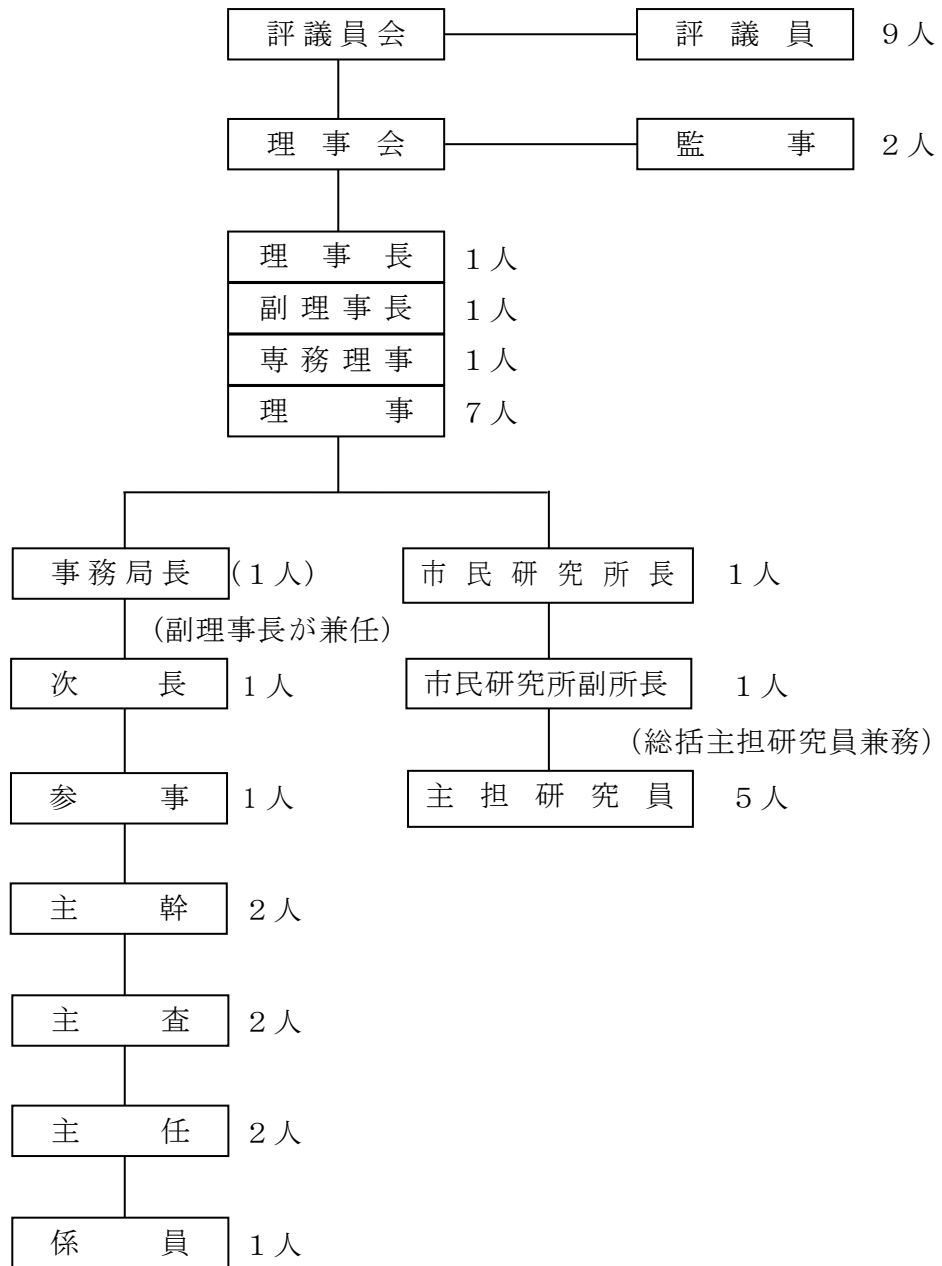 評議員会 評議員 9人
理事会 監事 2人
理事長 1人
副理事長 1人
専務理事 1人
理事 7人
事務局長 (1人) 市民研究所長 1人
(副理事長が兼任)
次長 1人 市民研究所副所長 1人
(総括主担研究員兼務)
参事 1人 主担研究員 5人
主幹 2人
主査 2人
主任 2人
係員 1人